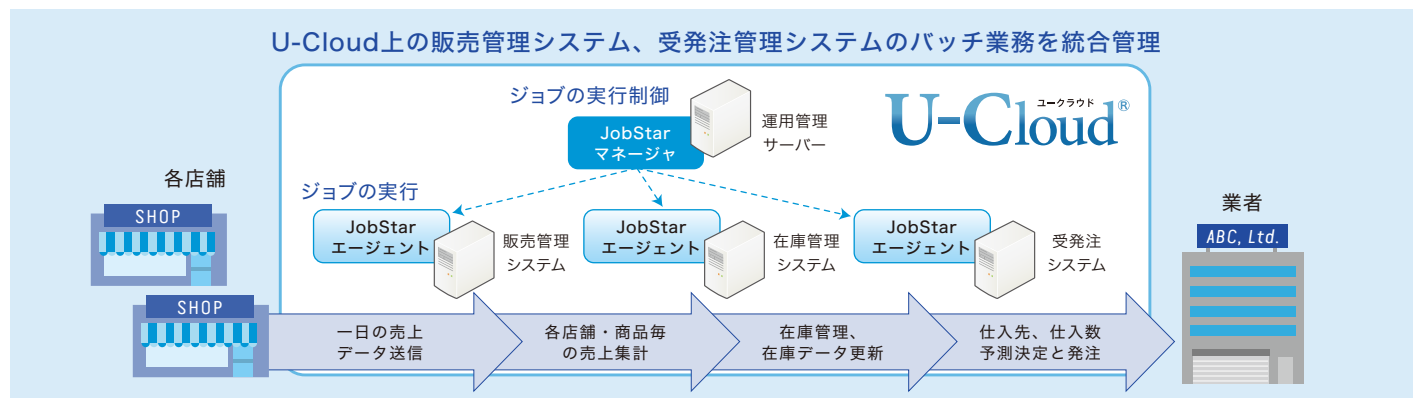 U-Cloud上の販売管理システム、受発注管理システムのバッチ業務を統合管理
ジョブの実行制御
JobStar
マネージャ
運用管理
サーバー
ユークラウド
U-Cloud®
各店舗
SHOP
SHOP
ジョブの実行
JobStar
エージェント
販売管理
システム
JobStar
エージェント
在庫管理
システム
JobStar
エージェント
受発注
システム
業者
ABC, Ltd.
一日の売上
データ送信
各店舗・商品毎
の売上集計
在庫管理、
在庫データ更新
仕入先、仕入数
予測決定と発注